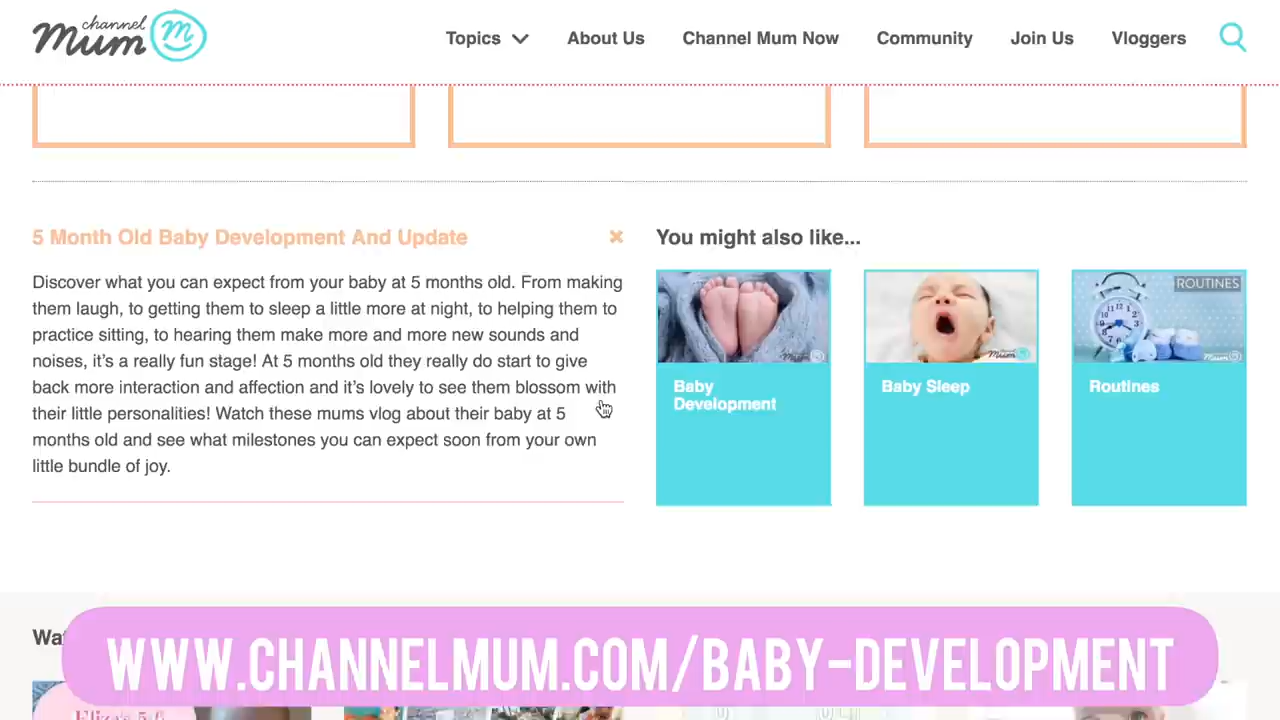 channel
mum
m
Topics
About Us
Channel Mum Now
Community
Join Us
Vloggers
5 Month Old Baby Development And Update
Discover what you can expect from your baby at 5 months old. From making
them laugh, to getting them to sleep a little more at night, to helping them to
practice sitting, to hearing them make more and more new sounds and
noises, it's a really fun stage! At 5 months old they really do start to give
back more interaction and affection and it's lovely to see them blossom with
their little personalities! Watch these mums vlog about their baby at 5
months old and see what milestones you can expect soon from your own
little bundle of joy.
You might also like...
Baby
Development
Baby Sleep
ROUTINES
Routines
WWW.CHANNELMUM.COM/BABY-DEVELOPMENT